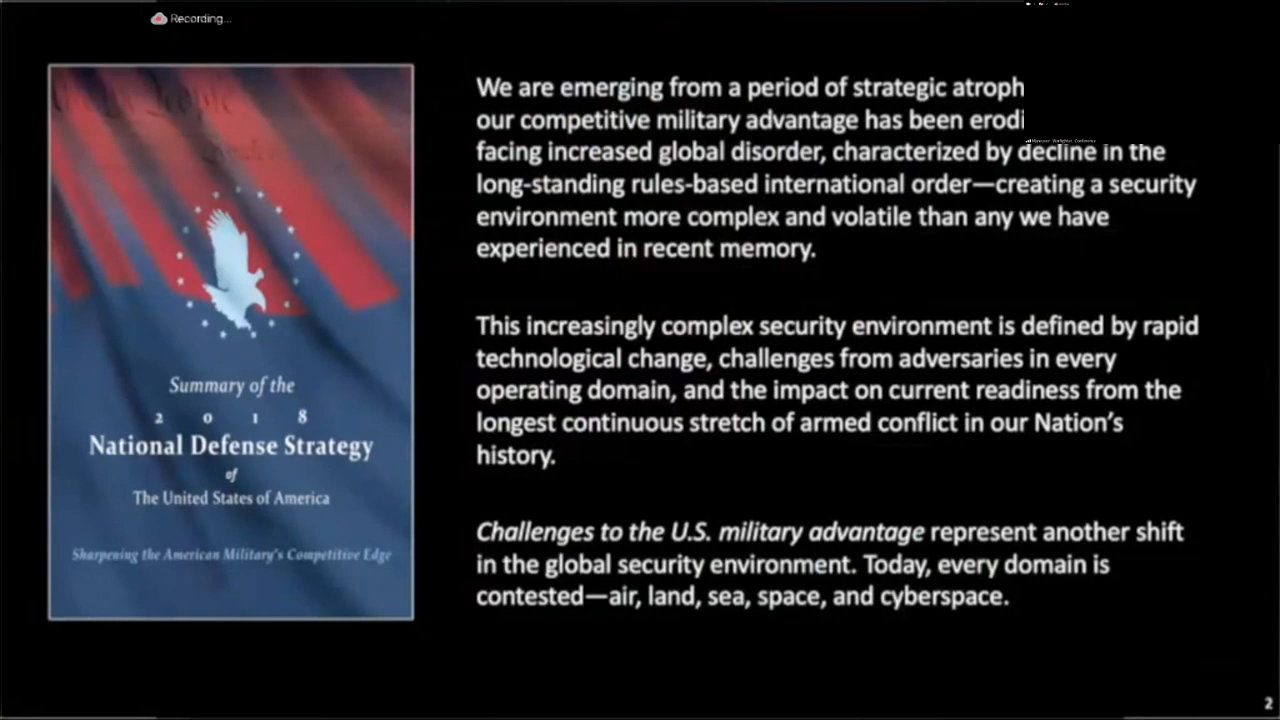 Recording...
We are emerging from a period of strategic atroph
our competitive military advantage has been erodi
facing increased global disorder, characterized by decline in the
long-standing rules-based international order—creating a security
environment more complex and volatile than any we have
experienced in recent memory.
This increasingly complex security environment is defined by rapid
technological change, challenges from adversaries in every
operating domain, and the impact on current readiness from the
longest continuous stretch of armed conflict in our Nation's
history.
Challenges to the U.S. military advantage represent another shift
in the global security environment. Today, every domain is
contested—air, land, sea, space, and cyberspace.
Summary of the
2018
National Defense Strategy
of
The United States of America
Sharpening the American Military's Competitive Edge
2